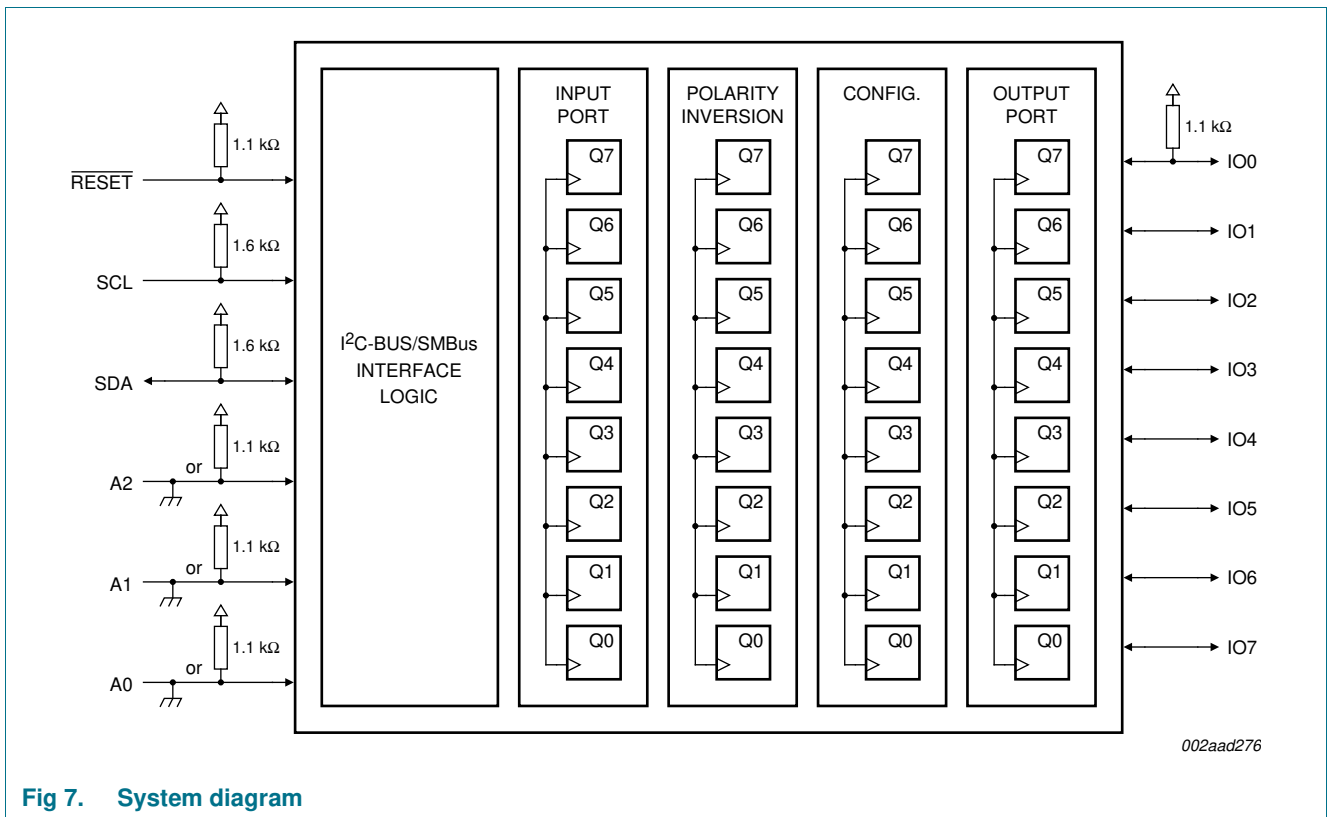 INPUT
PORT
POLARITY
INVERSION
CONFIG.
OUTPUT
PORT
I²C-BUS/SMBus
INTERFACE
LOGIC
1.1 kΩ
RESET
1.6 kΩ
SCL
1.6 kΩ
SDA
1.1 kΩ
or
A2
1.1 kΩ
or
A1
1.1 kΩ
or
A0
Q7
Q6
Q5
Q4
Q3
Q2
Q1
Q0
Q7
Q6
Q5
Q4
Q3
Q2
Q1
Q0
Q7
Q6
Q5
Q4
Q3
Q2
Q1
Q0
Q7
Q6
Q5
Q4
Q3
Q2
Q1
Q0
1.1 kΩ
IO0
IO1
IO2
IO3
IO4
IO5
IO6
IO7
002aad276
Fig 7. System diagram